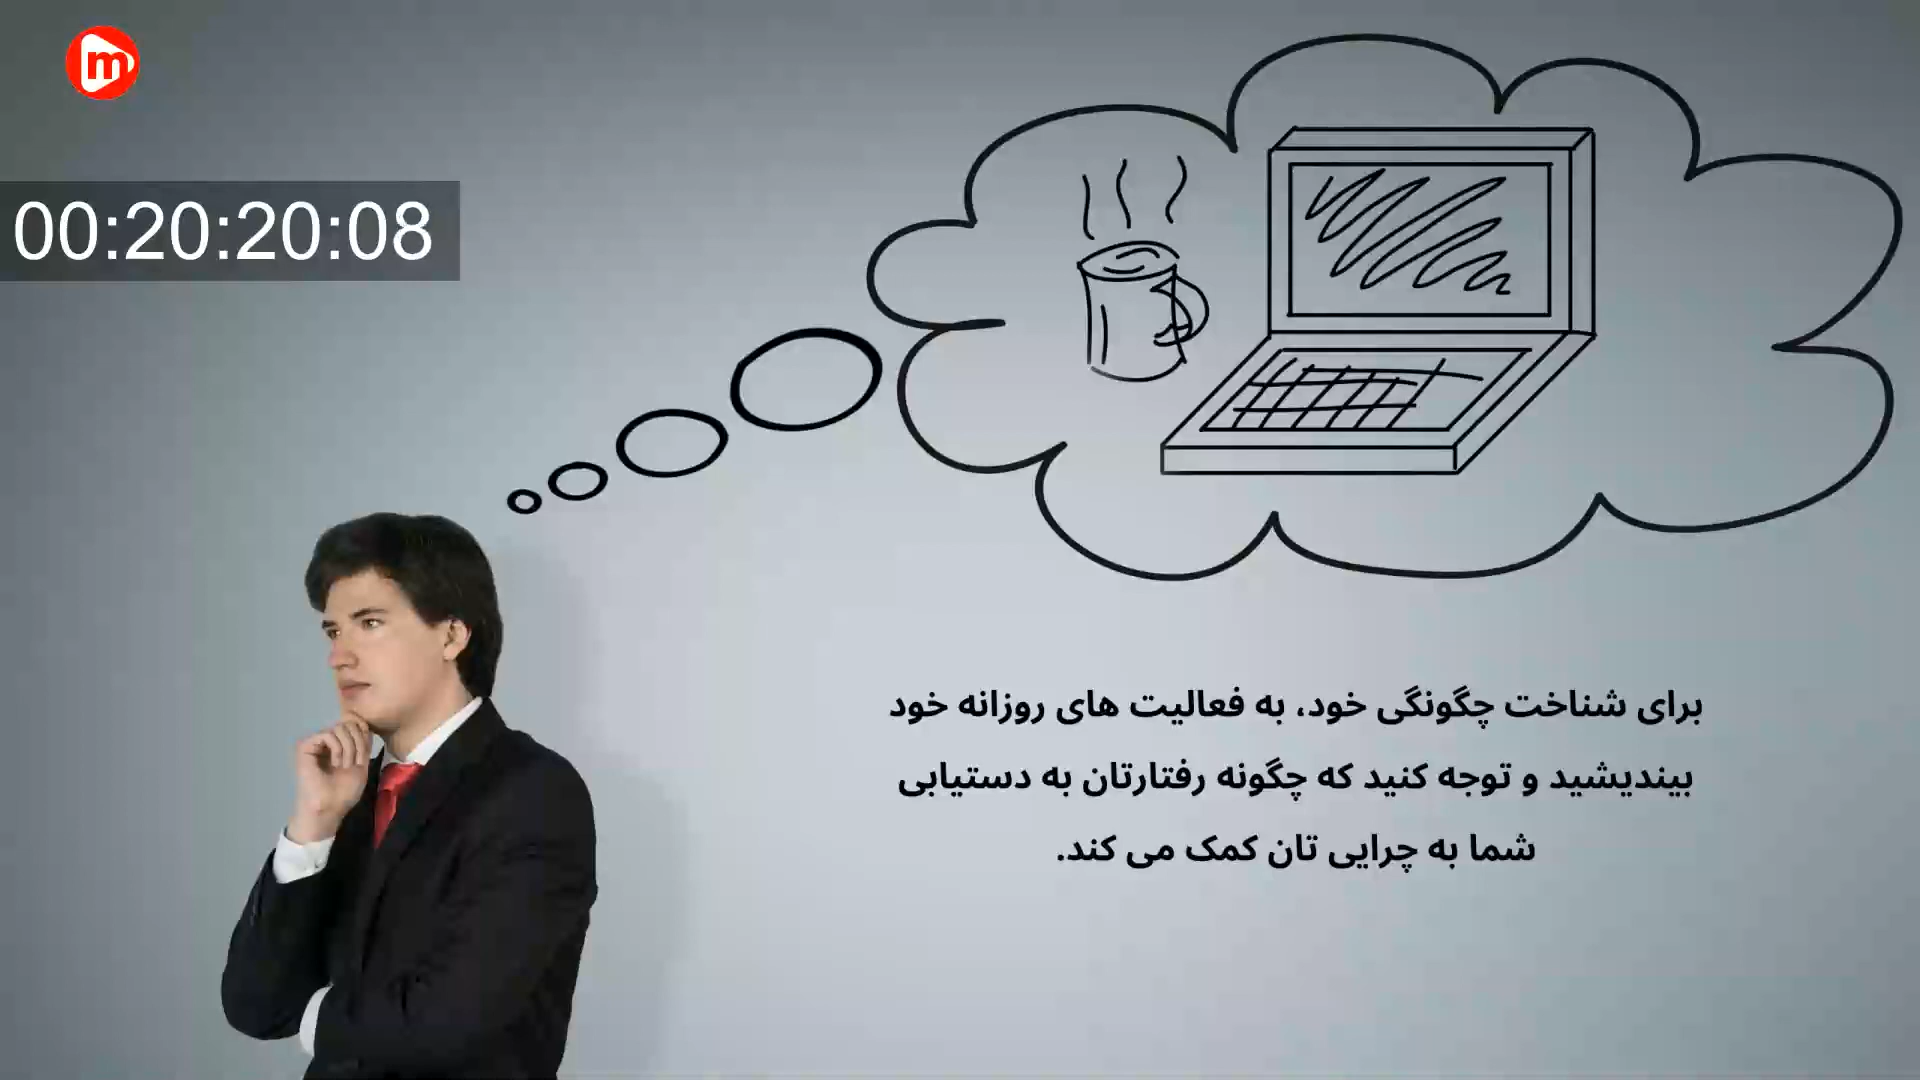 m
00:20:20:08
برای شناخت چگونگی خود، به فعالیت های روزانه خود
بیندیشید و توجه کنید که چگونه رفتارتان به دستیابی
شما به چرایی تان کمک می کند.